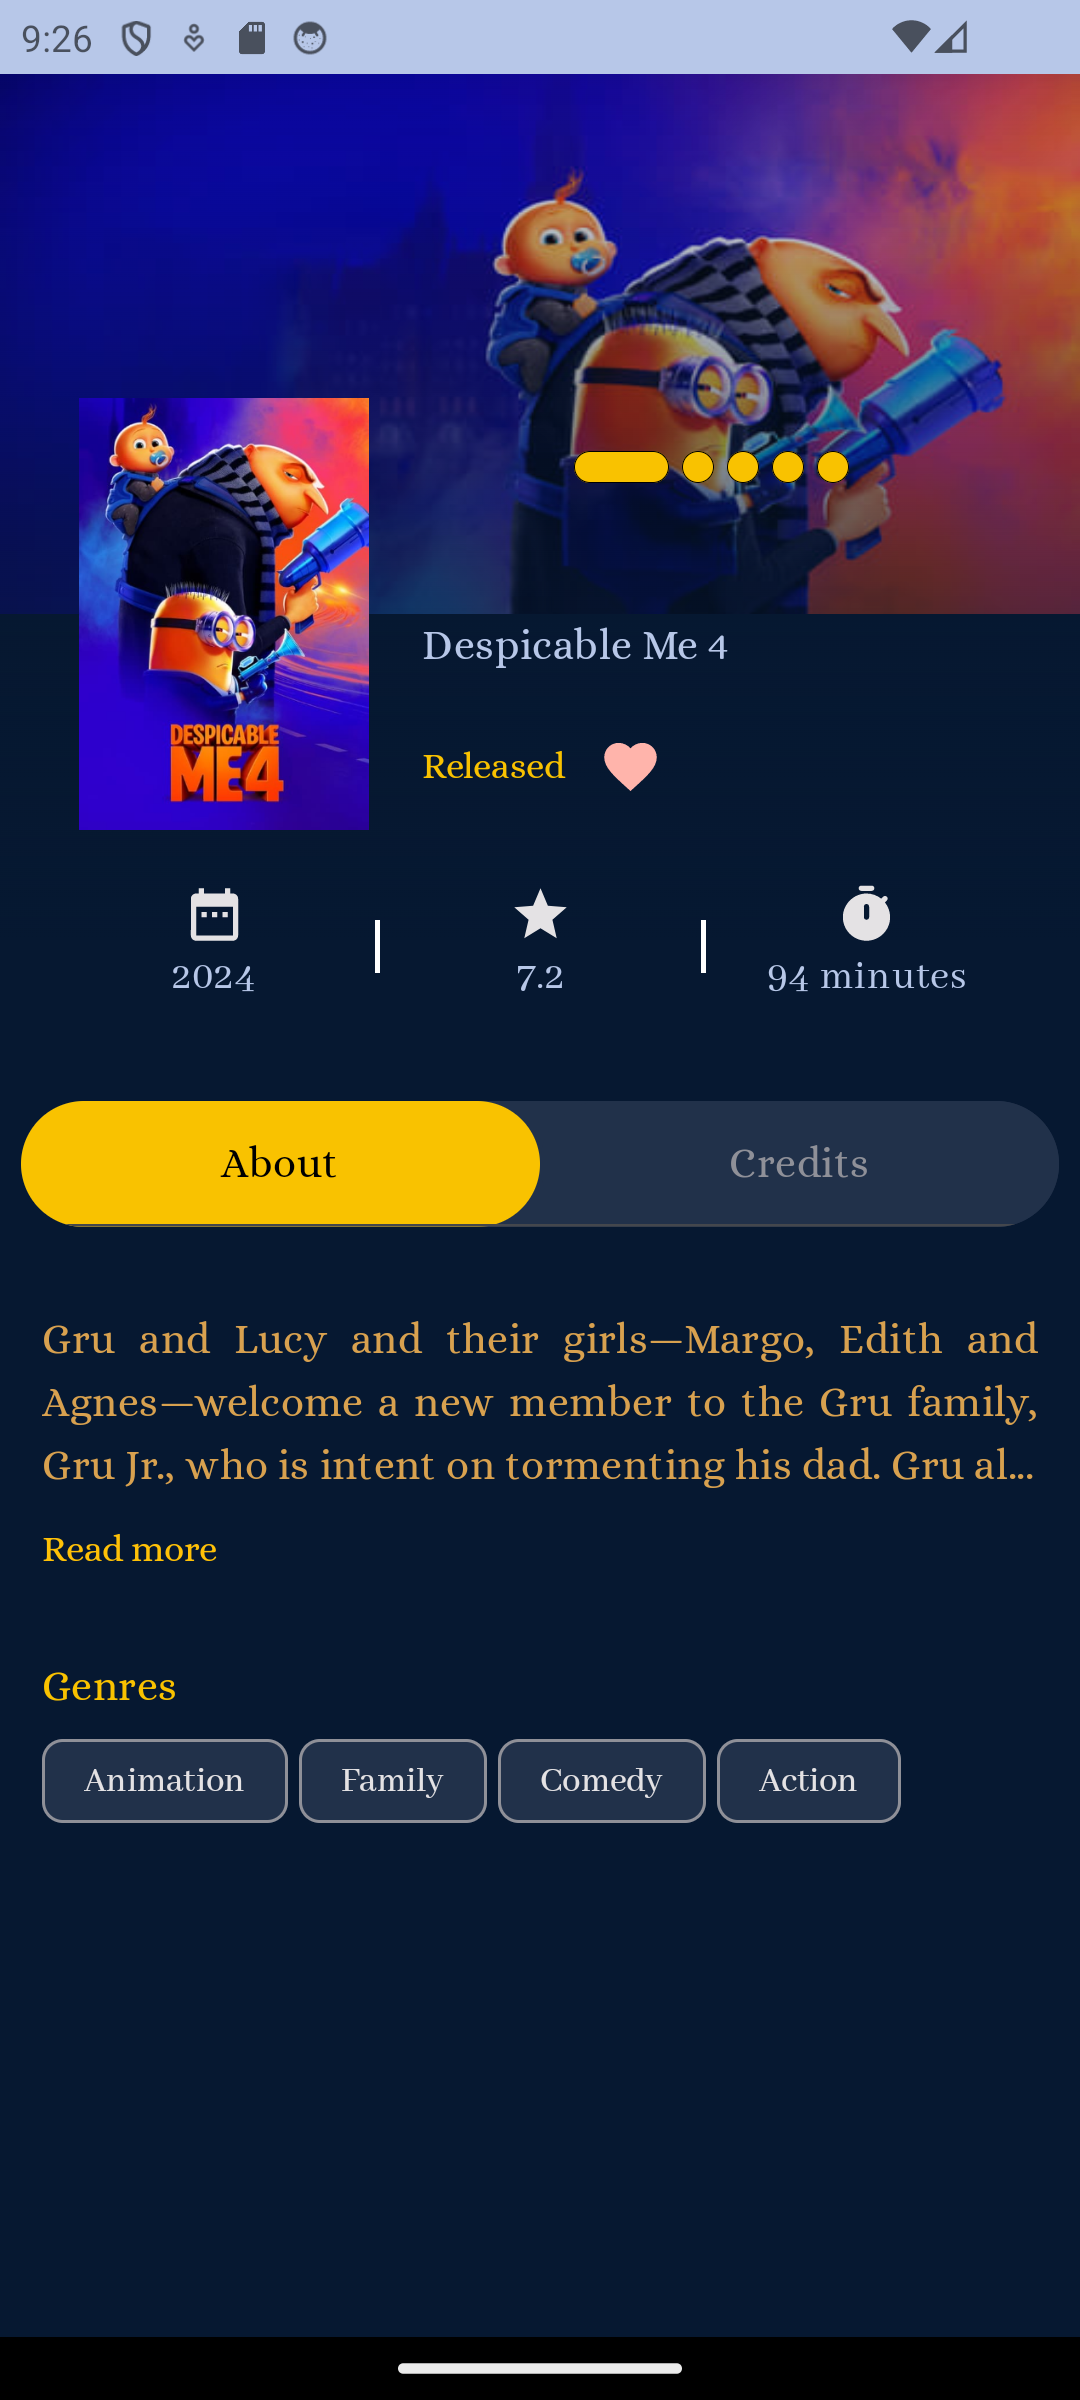 9:26
DESPICABLE
ME4
Despicable Me 4
Released
2024
7.2
94 minutes
About
Credits
Gru and Lucy and their girls—Margo, Edith and
Agnes—welcome a new member to the Gru family,
Gru Jr., who is intent on tormenting his dad. Gru al...
Read more
Genres
Animation
Family
Comedy
Action